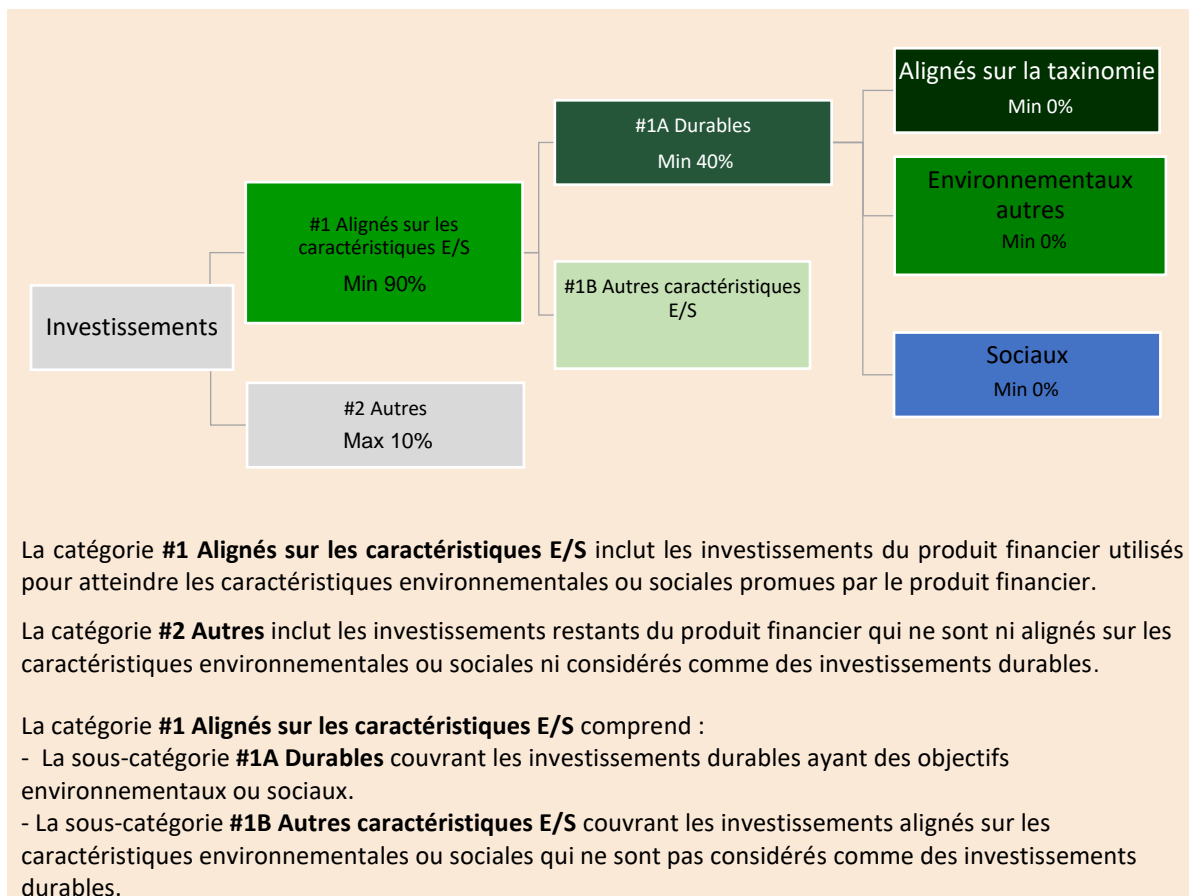 Investissements
#1 Alignés sur les
caractéristiques E/S
Min 90%
#2 Autres
Max 10%
#1A Durables
Min 40%
#1B Autres caractéristiques
E/S
Alignés sur la taxinomie
Min 0%
Environnementaux
autres
Min 0%
Sociaux
Min 0%
La catégorie #1 Alignés sur les caractéristiques E/S inclut les investissements du produit financier utilisés
pour atteindre les caractéristiques environnementales ou sociales promues par le produit financier.
La catégorie #2 Autres inclut les investissements restants du produit financier qui ne sont ni alignés sur les
caractéristiques environnementales ou sociales ni considérés comme des investissements durables.
La catégorie #1 Alignés sur les caractéristiques E/S comprend :
- La sous-catégorie #1A Durables couvrant les investissements durables ayant des objectifs
environnementaux ou sociaux.
- La sous-catégorie #1B Autres caractéristiques E/S couvrant les investissements alignés sur les
caractéristiques environnementales ou sociales qui ne sont pas considérés comme des investissements
durables.